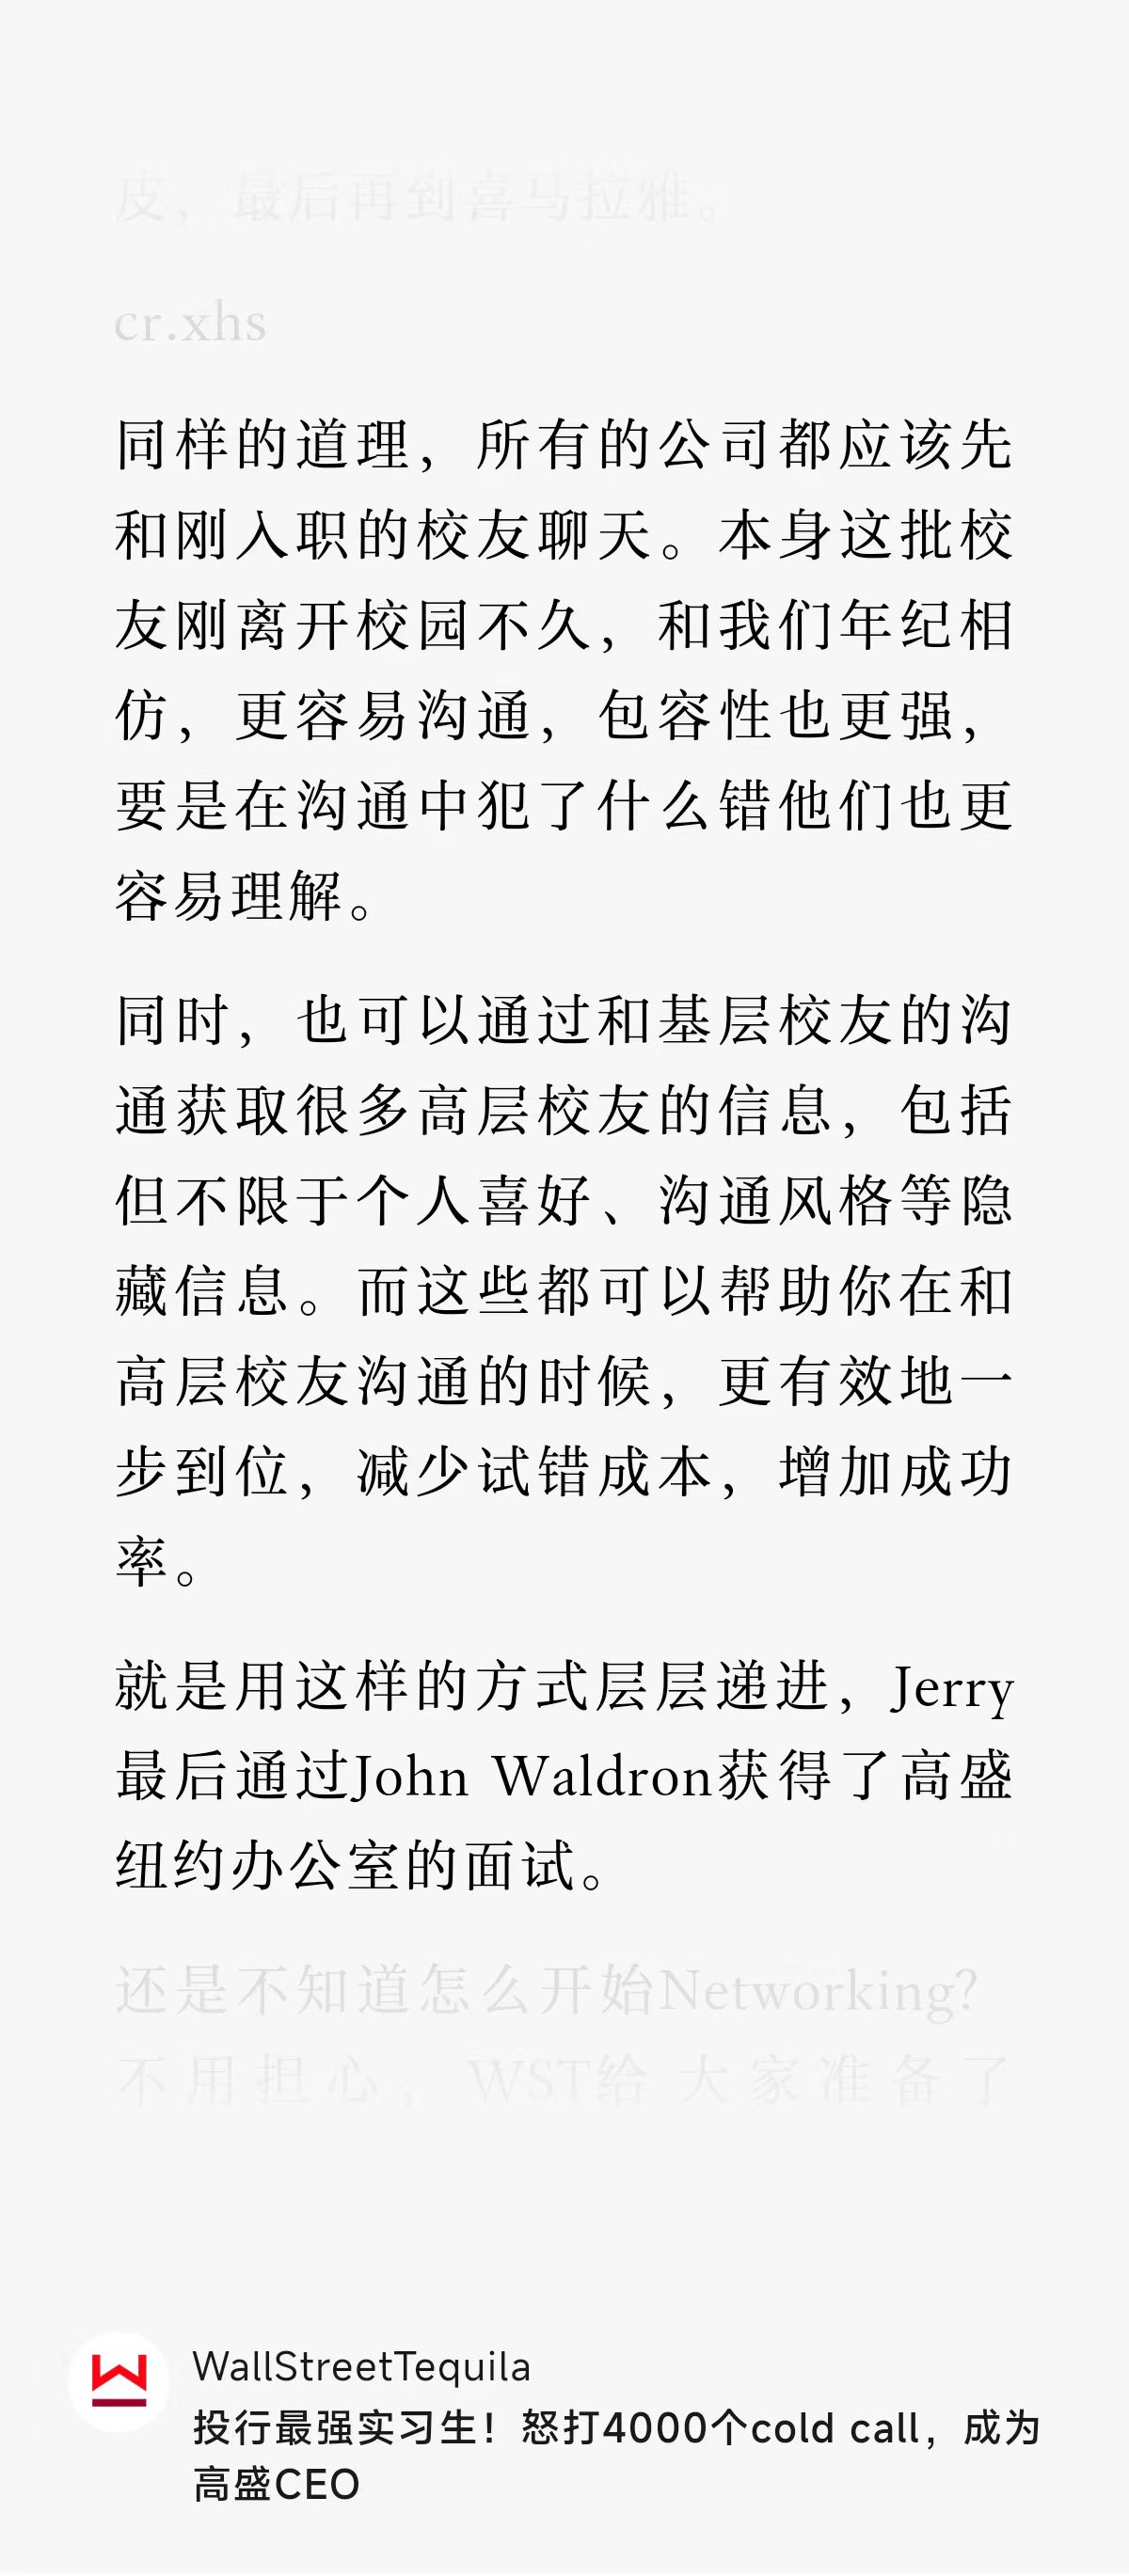 皮，最后再到喜马拉雅。
cr.xhs
同样的道理，所有的公司都应该先
和刚入职的校友聊天。本身这批校
友刚离开校园不久，和我们年纪相
仿，更容易沟通，包容性也更强，
要是在沟通中犯了什么错他们也更
容易理解。
同时，也可以通过和基层校友的沟
通获取很多高层校友的信息，包括
但不限于个人喜好、沟通风格等隐
藏信息。而这些都可以帮助你在和
高层校友沟通的时候，更有效地一
步到位，减少试错成本，增加成功
率。
就是用这样的方式层层递进，Jerry
最后通过John Waldron获得了高盛
纽约办公室的面试。
还是不知道怎么开始Networking？
不用担心，WST给大家准备了
WallStreetTequila
投行最强实习生！怒打4000个cold call，成为
高盛CEO